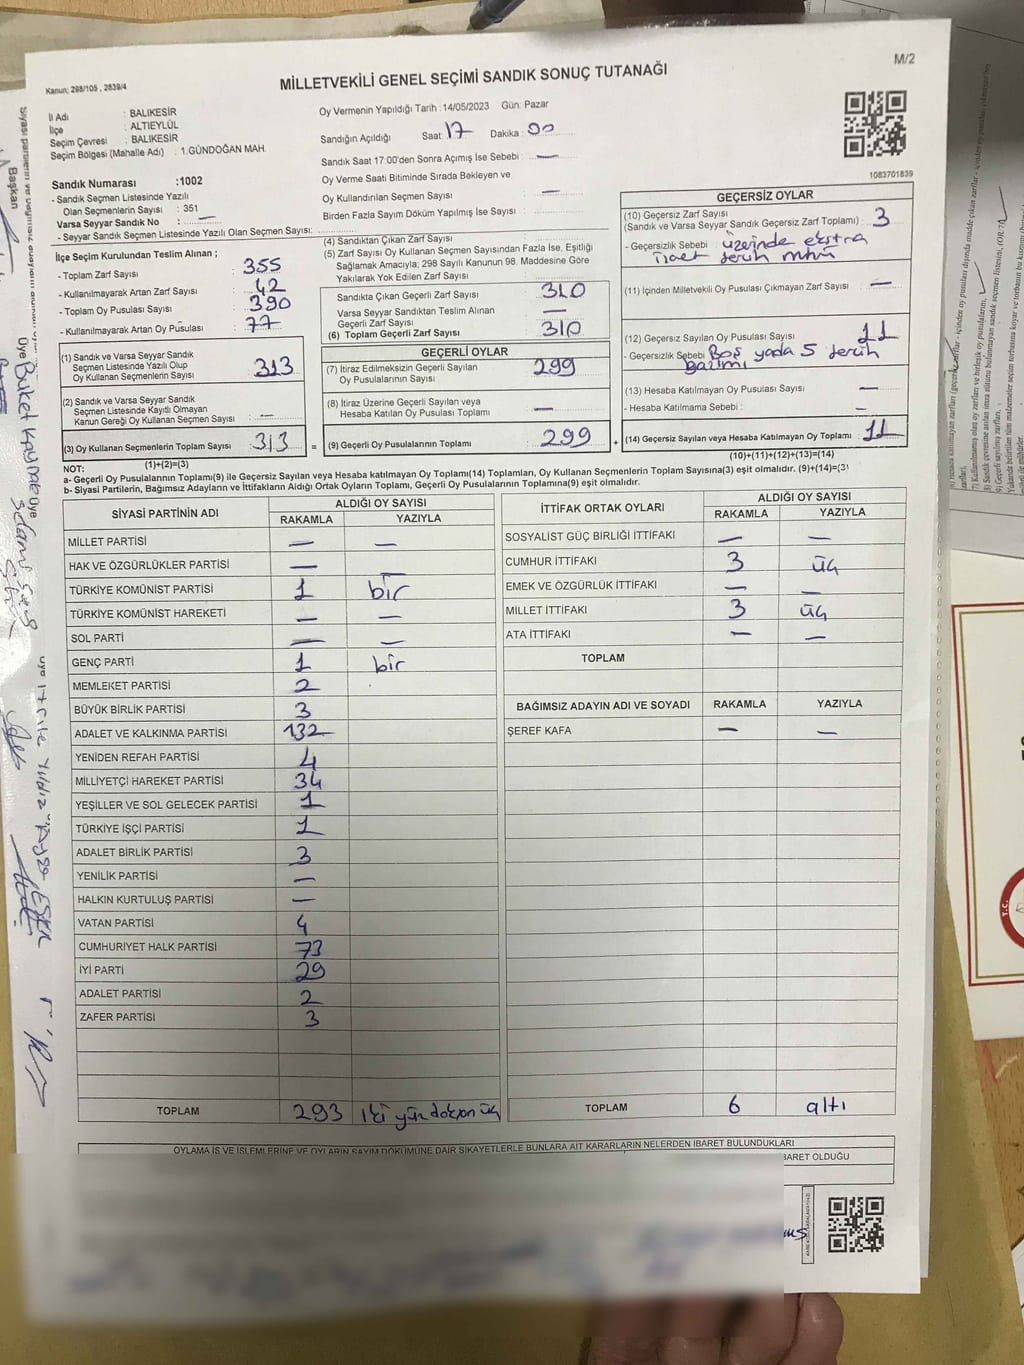 M/2
Kanun; 298/105 , 2839/4
MİLLETVEKİLİ GENEL SEÇİMİ SANDIK SONUÇ TUTANAĞI
İl Adı : BALIKESİR
İlçe : ALTIEYLÜL
Seçim Çevresi : BALIKESİR
Seçim Bölgesi (Mahalle Adı) : 1.GÜNDOĞAN MAH.
Sandık Numarası :1002
- Sandık Seçmen Listesinde Yazılı
Olan Seçmenlerin Sayısı : 351
Varsa Seyyar Sandık No : —
- Seyyar Sandık Seçmen Listesinde Yazılı Olan Seçmen Sayısı:
Oy Vermenin Yapıldığı Tarih :14/05/2023 Gün: Pazar
Sandığın Açıldığı Saat: 17 Dakika : 00
Sandık Saat 17:00'den Sonra Açımış İse Sebebi : —
Oy Verme Saati Bitiminde Sırada Bekleyen ve
Oy Kullandırılan Seçmen Sayısı : —
Birden Fazla Sayım Döküm Yapılmış İse Sayısı :
1083701839
İlçe Seçim Kurulundan Teslim Alınan ;
- Toplam Zarf Sayısı : 355
- Kullanılmayarak Artan Zarf Sayısı : 42
- Toplam Oy Pusulası Sayısı : 390
- Kullanılmayarak Artan Oy Pusulası : 77
(1) Sandık ve Varsa Seyyar Sandık
Seçmen Listesinde Yazılı Olup
Oy Kullanan Seçmenlerin Sayısı : 313
(2) Sandık ve Varsa Seyyar Sandık
Seçmen Listesinde Kayıtlı Olmayan
Kanun Gereği Oy Kullanan Seçmen Sayısı : —
(3) Oy Kullanan Seçmenlerin Toplam Sayısı : 313 =
(1)+(2)=(3)
(4) Sandıktan Çıkan Zarf Sayısı :
(5) Zarf Sayısı Oy Kullanan Seçmen Sayısından Fazla İse, Eşitliği
Sağlamak Amacıyla; 298 Sayılı Kanunun 98. Maddesine Göre
Yakılarak Yok Edilen Zarf Sayısı :
Sandıkta Çıkan Geçerli Zarf Sayısı : 310
Varsa Seyyar Sandıktan Teslim Alınan
Geçerli Zarf Sayısı : —
(6) Toplam Geçerli Zarf Sayısı : 310
GEÇERLİ OYLAR
(7) İtiraz Edilmeksizin Geçerli Sayılan
Oy Pusulalarının Sayısı : 299
(8) İtiraz Üzerine Geçerli Sayılan veya
Hesaba Katılan Oy Pusulası Toplamı : —
(9) Geçerli Oy Pusulalarının Toplamı : 299 +
GEÇERSİZ OYLAR
(10) Geçersiz Zarf Sayısı
(Sandık ve Varsa Seyyar Sandık Geçersiz Zarf Toplamı) : 3
- Geçersizlik Sebebi : üzerinde ekstra
(11) İçinden Milletvekili Oy Pusulası Çıkmayan Zarf Sayısı : —
(12) Geçersiz Sayılan Oy Pusulası Sayısı : 11
- Geçersizlik Sebebi : Boş yada 5 tercih
(13) Hesaba Katılmayan Oy Pusulası Sayısı : —
- Hesaba Katılmama Sebebi : —
(14) Geçersiz Sayılan veya Hesaba Katılmayan Oy Toplamı : 11
(10)+(11)+(12)+(13)=(14)
NOT:
a- Geçerli Oy Pusulalarının Toplamı(9) ile Geçersiz Sayılan veya Hesaba katılmayan Oy Toplamı(14) Toplamları, Oy Kullanan Seçmenlerin Toplam Sayısına(3) eşit olmalıdır. (9)+(14)=(3)
b- Siyasi Partilerin, Bağımsız Adayların ve İttifakların Aldığı Ortak Oyların Toplamı, Geçerli Oy Pusulalarının Toplamına(9) eşit olmalıdır.
SİYASİ PARTİNİN ADI ALDIĞI OY SAYISI
RAKAMLA YAZIYLA
MİLLET PARTİSİ — —
HAK VE ÖZGÜRLÜKLER PARTİSİ — —
TÜRKİYE KOMÜNİST PARTİSİ 1 bir
TÜRKİYE KOMÜNİST HAREKETİ — —
SOL PARTİ — —
GENÇ PARTİ 1 bir
MEMLEKET PARTİSİ 2
BÜYÜK BİRLİK PARTİSİ 3
ADALET VE KALKINMA PARTİSİ 132
YENİDEN REFAH PARTİSİ 4
MİLLİYETÇİ HAREKET PARTİSİ 34
YEŞİLLER VE SOL GELECEK PARTİSİ 1
TÜRKİYE İŞÇİ PARTİSİ 1
ADALET BİRLİK PARTİSİ 3
YENİLİK PARTİSİ —
HALKIN KURTULUŞ PARTİSİ —
VATAN PARTİSİ 4
CUMHURİYET HALK PARTİSİ 73
İYİ PARTİ 29
ADALET PARTİSİ 2
ZAFER PARTİSİ 3
TOPLAM 293 iki yüz doksan üç
İTTİFAK ORTAK OYLARI ALDIĞI OY SAYISI
RAKAMLA YAZIYLA
SOSYALİST GÜÇ BİRLİĞİ İTTİFAKI — —
CUMHUR İTTİFAKI 3 üç
EMEK VE ÖZGÜRLÜK İTTİFAKI — —
MİLLET İTTİFAKI 3 üç
ATA İTTİFAKI — —
TOPLAM
BAĞIMSIZ ADAYIN ADI VE SOYADI RAKAMLA YAZIYLA
ŞEREF KAFA — —
TOPLAM 6 altı
OYLAMA İŞ VE İŞLEMLERİNE VE OYLARIN SAYIM DÖKÜMÜNE DAİR ŞİKAYETLERLE BUNLARA AİT KARARLARIN NELERDEN İBARET BULUNDUKLARI
BARET OLDUĞU
Başkan
Üye Buket
Üye
T.C.